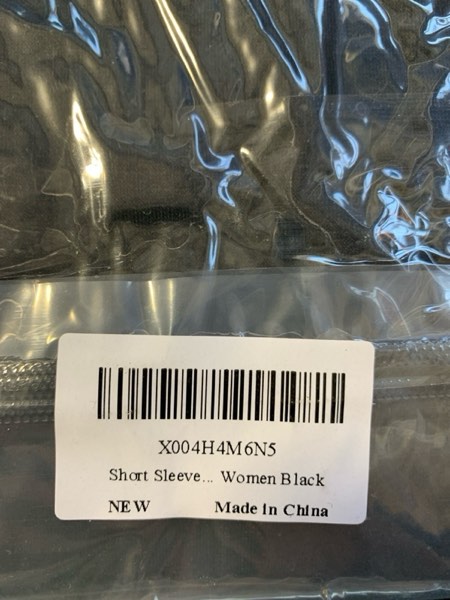 X004H4M6N5
Short Sleeve... Women Black
NEW Made in China